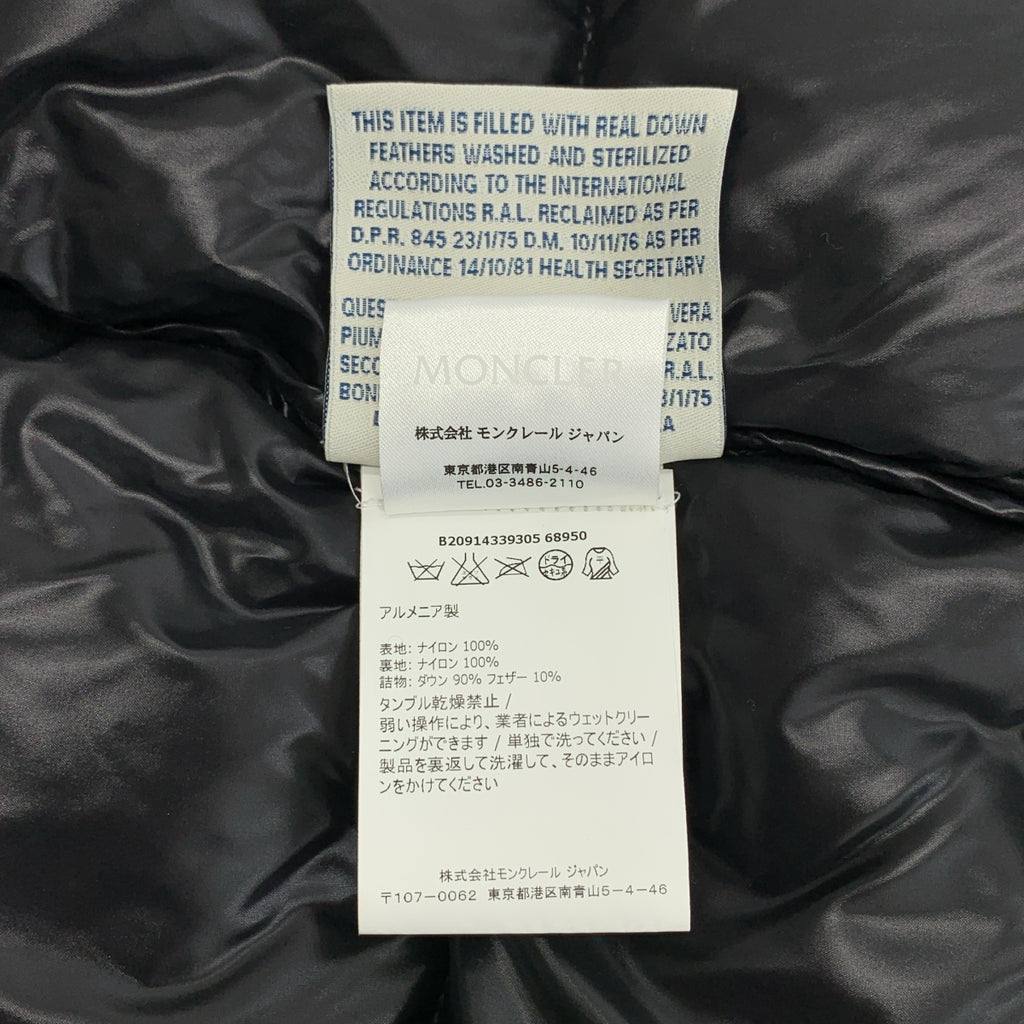 THIS ITEM IS FILLED WITH REAL DOWN
FEATHERS WASHED AND STERILIZED
ACCORDING TO THE INTERNATIONAL
REGULATIONS R.A.L. RECLAIMED AS PER
D.P.R. 845 23/1/75 D.M. 10/11/76 AS PER
ORDINANCE 14/10/81 HEALTH SECRETARY
VERA
R.A.L.
MONCLER
株式会社 モンクレール ジャパン
東京都港区南青山5-4-46
TEL.03-3486-2110
B20914339305 68950
ドライ
セキユ系
アルメニア製
表地: ナイロン 100%
裏地: ナイロン 100%
詰物: ダウン 90% フェザー 10%
タンブル乾燥禁止 /
弱い操作により、業者によるウェットクリー
ニングができます / 単独で洗ってください /
製品を裏返して洗濯して、そのままアイロ
ンをかけてください
株式会社モンクレール ジャパン
〒107-0062 東京都港区南青山5-4-46